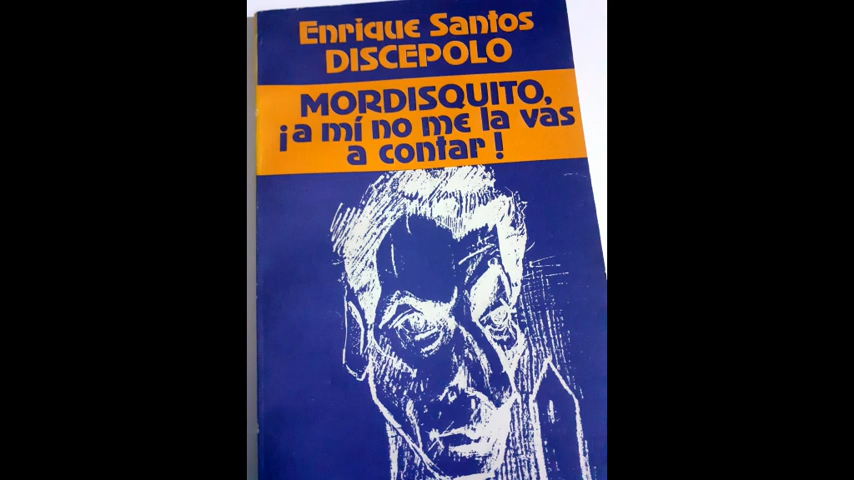 Enrique Santos
DISCEPOLO
MORDISQUITO,
¡a mí no me la vas
a contar!